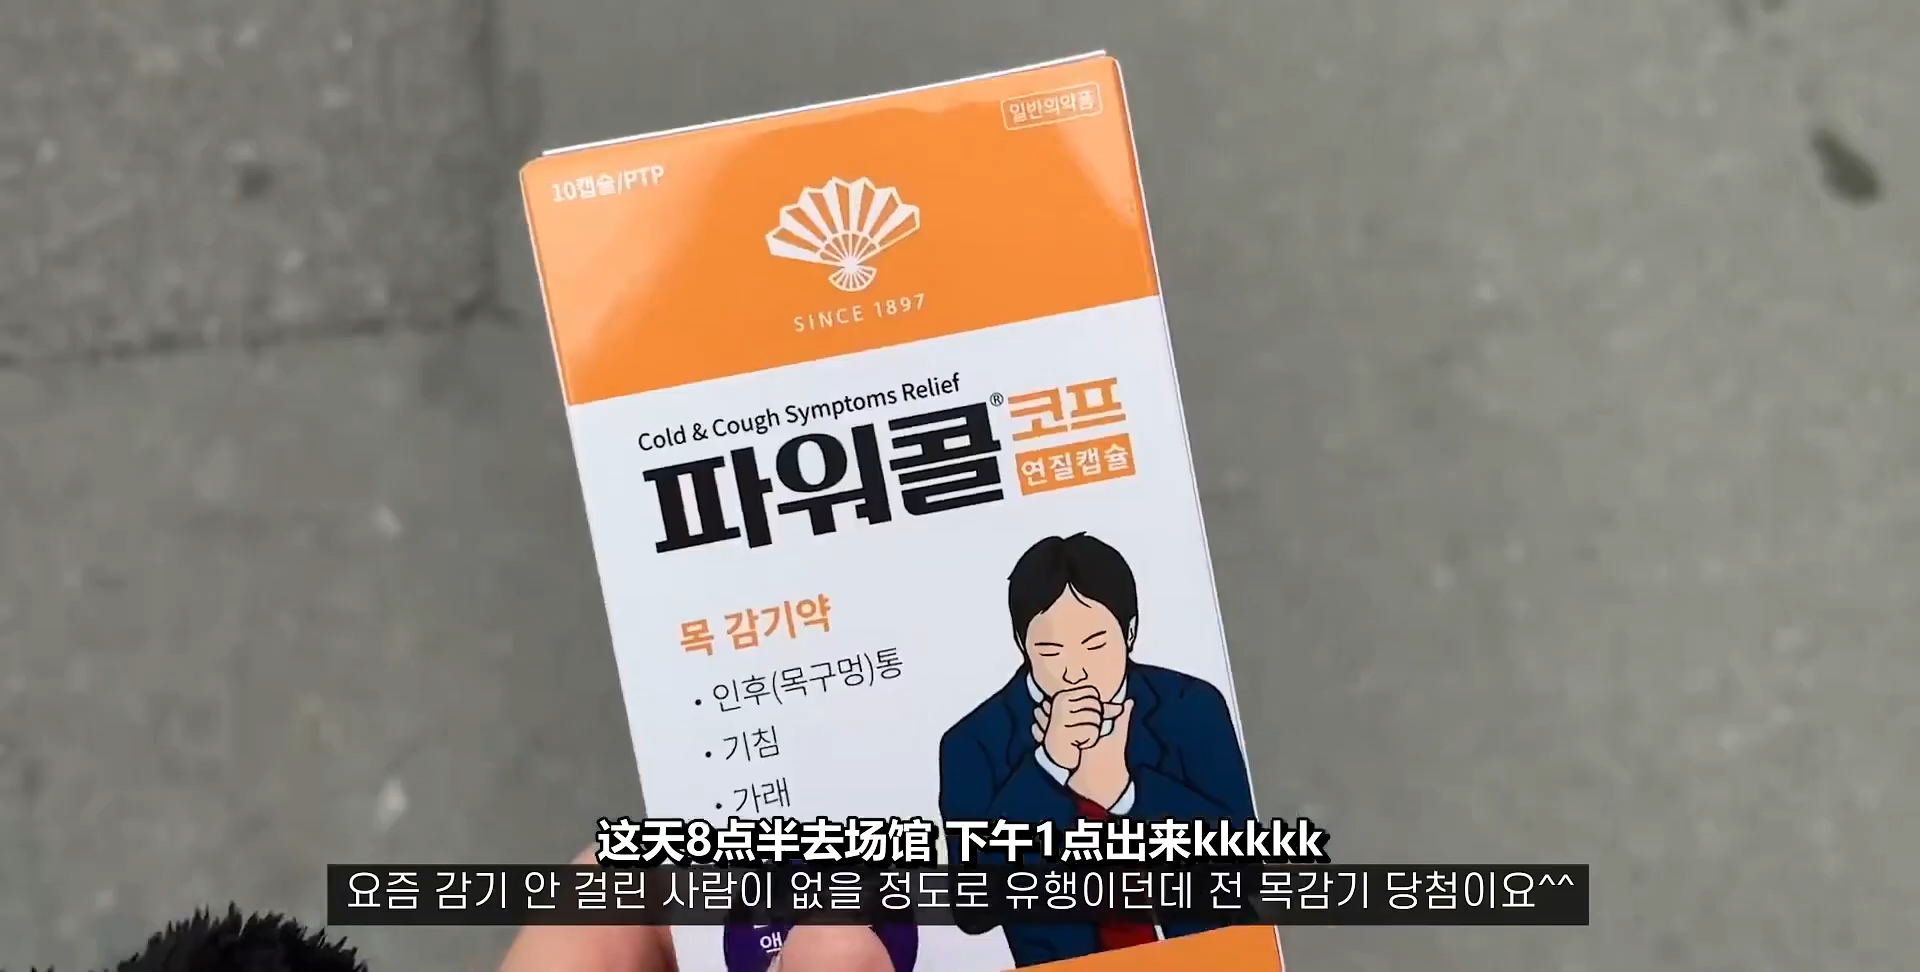 일반의약품
10캡슐/PTP
SINCE 1897
Cold & Cough Symptoms Relief
파워콜® 코프
연질캡슐
목 감기약
• 인후(목구멍)통
• 기침
• 가래
这天8点半去场馆 下午1点出来kkkkk
요즘 감기 안 걸린 사람이 없을 정도로 유행이던데 전 목감기 당첨이요^^
액